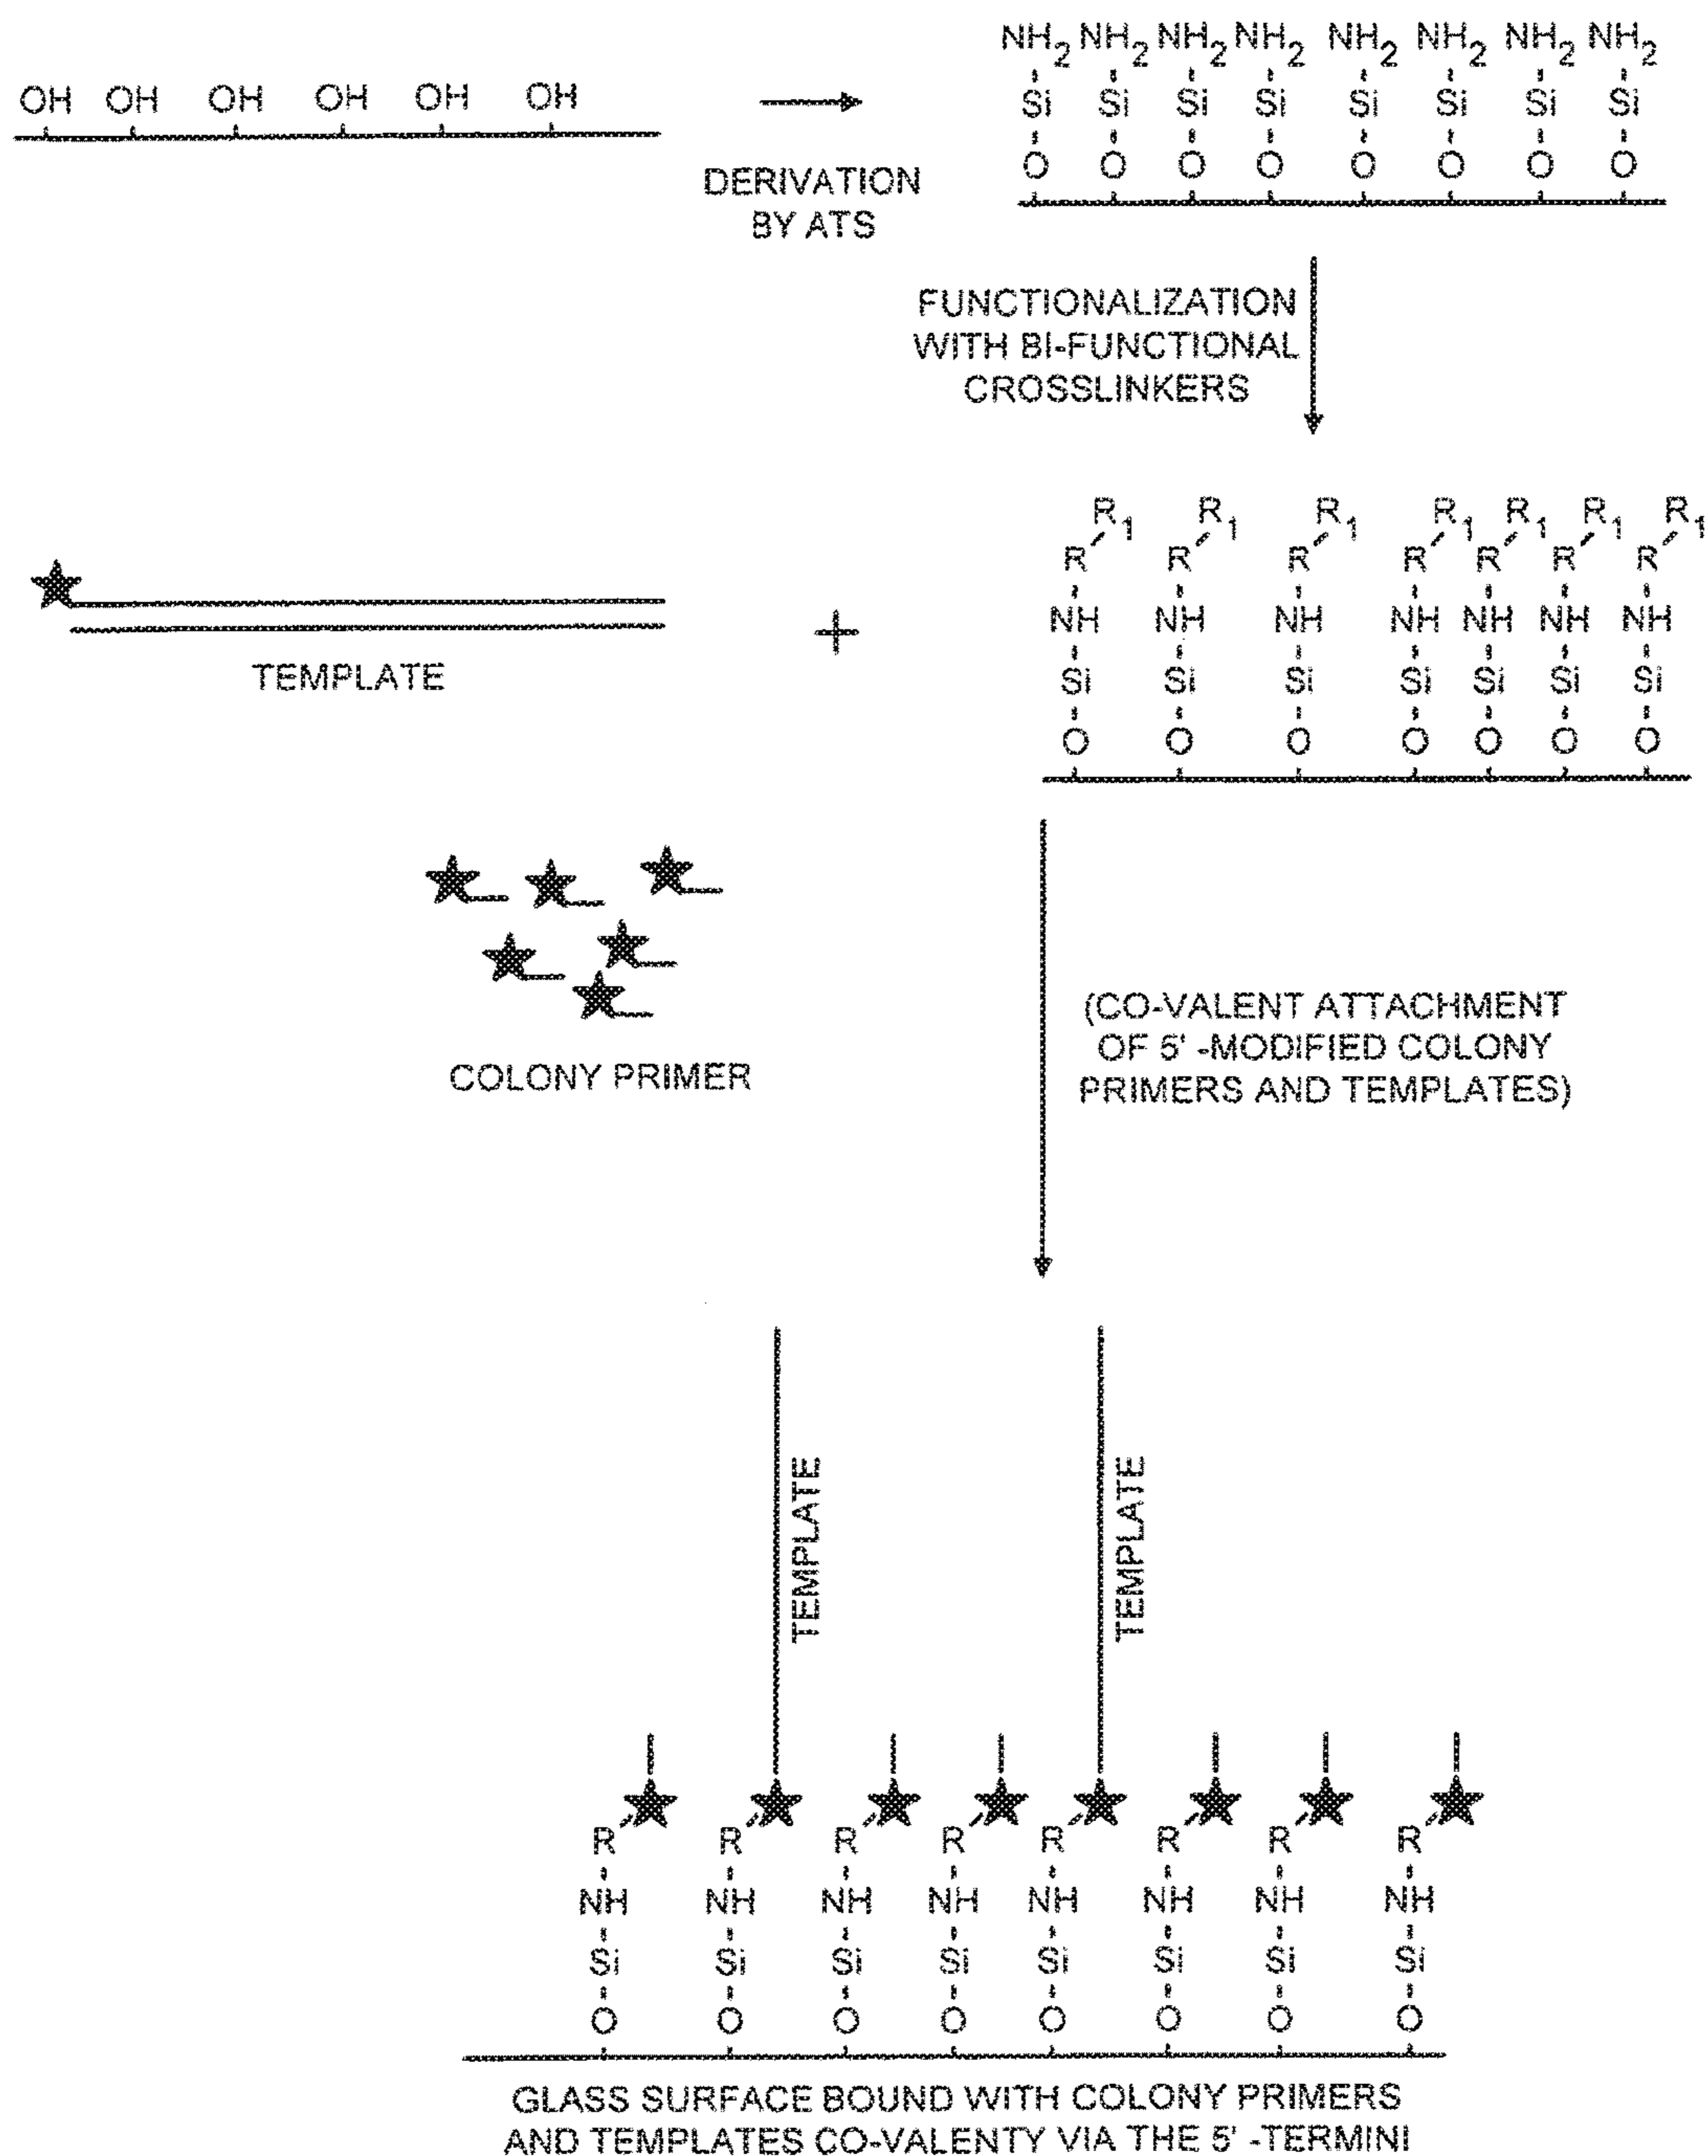 NH2 NH2 NH2 NH2 NH2 NH2 NH2 NH2
OH OH OH OH OH OH
Si Si Si Si Si Si Si Si
O O O O O O O O
DERIVATION
BY ATS
FUNCTIONALIZATION
WITH BI-FUNCTIONAL
CROSSLINKERS
R1 R1 R1 R1 R1 R1 R1
R R R R R R R
NH NH NH NH NH NH NH
+
TEMPLATE
Si Si Si Si Si Si Si
O O O O O O O
COLONY PRIMER
(CO-VALENT ATTACHMENT
OF 5' -MODIFIED COLONY
PRIMERS AND TEMPLATES)
TEMPLATE
TEMPLATE
R R R R R R R R
NH NH NH NH NH NH NH NH
Si Si Si Si Si Si Si Si
O O O O O O O O
GLASS SURFACE BOUND WITH COLONY PRIMERS
AND TEMPLATES CO-VALENTY VIA THE 5' -TERMINI